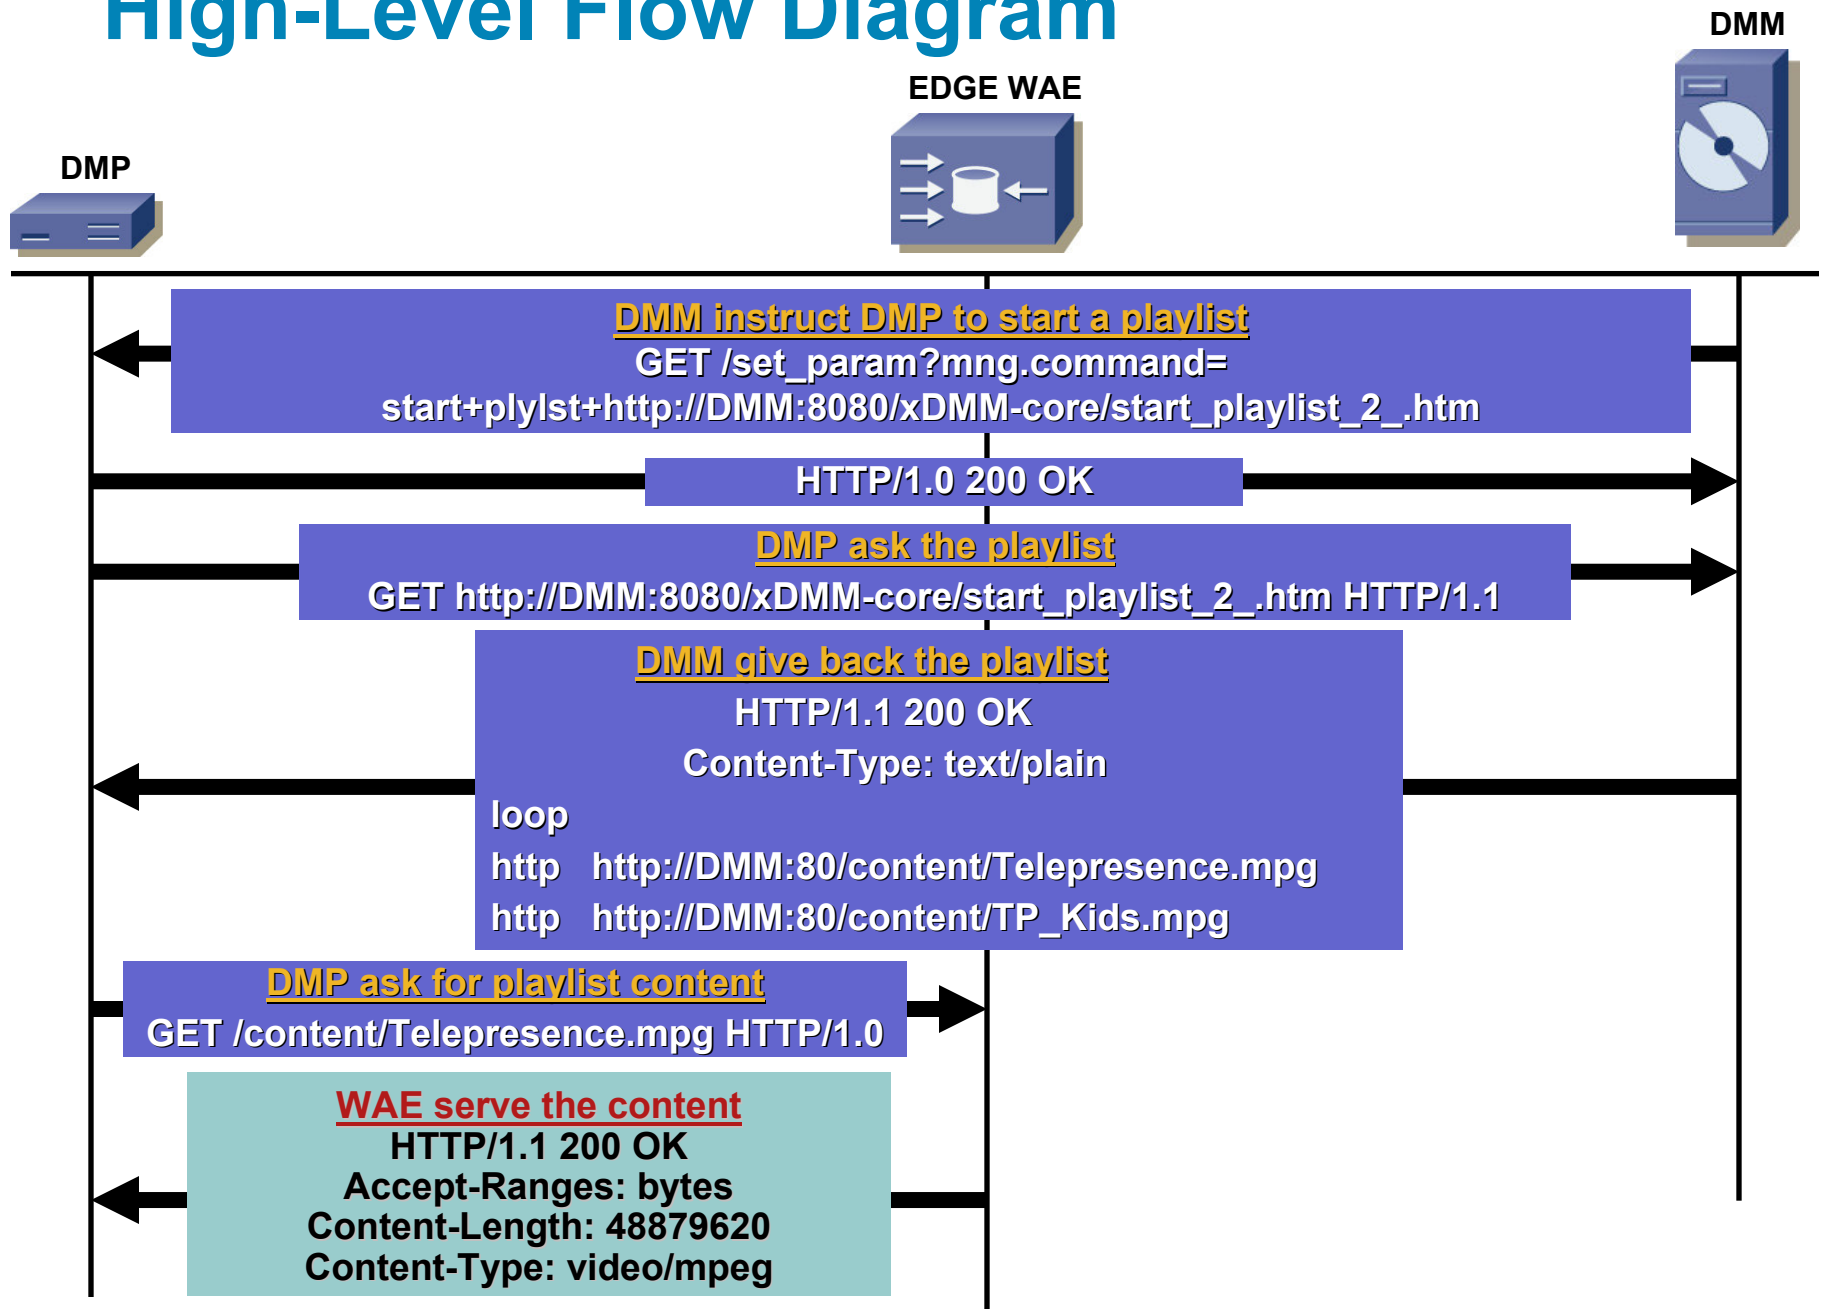 High-Level Flow Diagram
DMM
EDGE WAE
DMP
DMM instruct DMP to start a playlist
GET /set_param?mng.command=
start+plylst+http://DMM:8080/xDMM-core/start_playlist_2_.htm
HTTP/1.0 200 OK
DMP ask the playlist
GET http://DMM:8080/xDMM-core/start_playlist_2_.htm HTTP/1.1
DMM give back the playlist
HTTP/1.1 200 OK
Content-Type: text/plain
loop
http http://DMM:80/content/Telepresence.mpg
http http://DMM:80/content/TP_Kids.mpg
DMP ask for playlist content
GET /content/Telepresence.mpg HTTP/1.0
WAE serve the content
HTTP/1.1 200 OK
Accept-Ranges: bytes
Content-Length: 48879620
Content-Type: video/mpeg